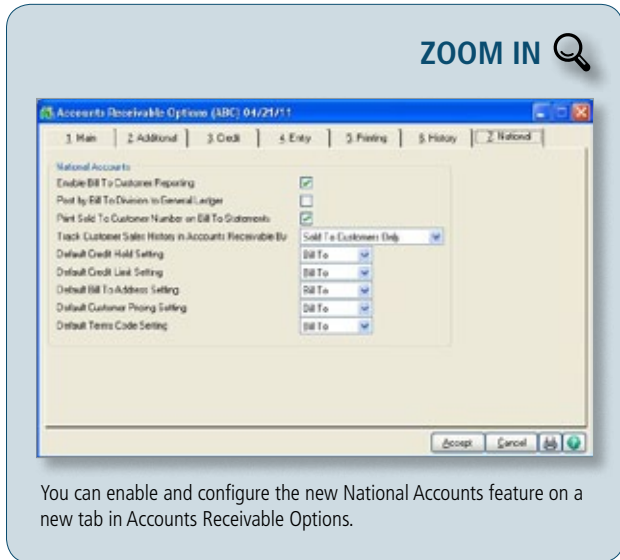 ZOOM IN
Accounts Receivable Options (ABC) 04/21/11
1. Main 2. Additional 3. Credit 4. Entry 5. Printing 6. History 7. National
National Accounts
Enable Bill To Customer Reporting
Post by Bill To Division to General Ledger
Print Sold To Customer Number on Bill To Statements
Track Customer Sales History in Accounts Receivable By Sold To Customers Only
Default Credit Hold Setting Bill To
Default Credit Limit Setting Bill To
Default Bill To Address Setting Bill To
Default Customer Pricing Setting Bill To
Default Terms Code Setting Bill To
Accept Cancel
You can enable and configure the new National Accounts feature on a
new tab in Accounts Receivable Options.